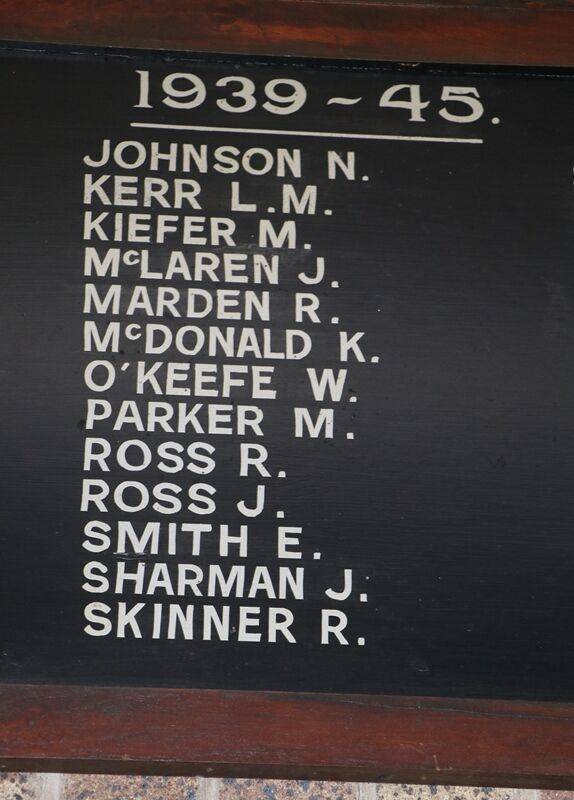 1939 ~ 45.
JOHNSON N.
KERR L.M.
KIEFER M.
McLAREN J.
MARDEN R.
McDONALD K.
O'KEEFE W.
PARKER M.
ROSS R.
ROSS J.
SMITH E.
SHARMAN J.
SKINNER R.